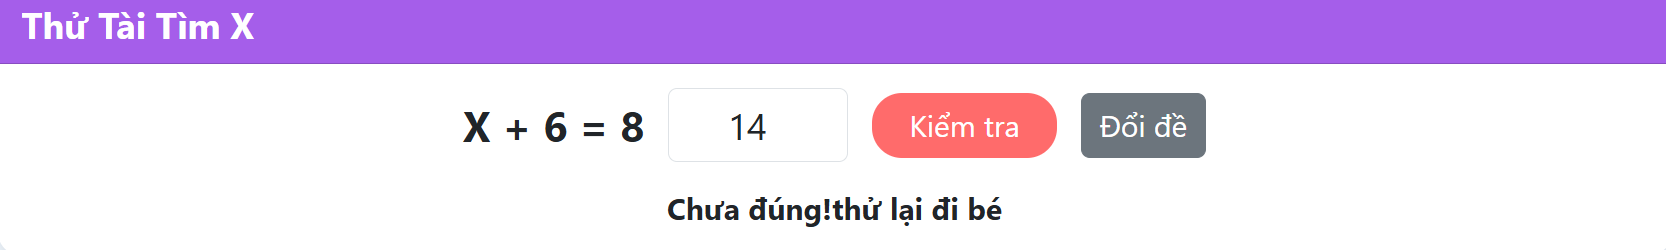 Thử Tài Tìm X
X + 6 = 8 14 Kiểm tra Đổi đề
Chưa đúng!thử lại đi bé